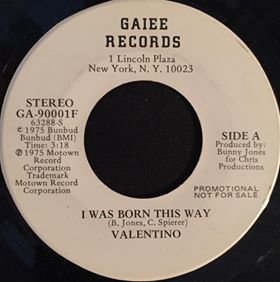 GAIEE
RECORDS
1 Lincoln Plaza
New York, N. Y. 10023
STEREO
GA-90001F
63288-S
© 1975 Bunbud
Bunbud (BMI)
Time: 3:18
℗ 1975 Motown
Record
Corporation
Trademark
Motown Record
Corporation
SIDE A
Produced by:
Bunny Jones
for Chris
Productions
PROMOTIONAL
NOT FOR SALE
I WAS BORN THIS WAY
(B. Jones, C. Spierer)
VALENTINO